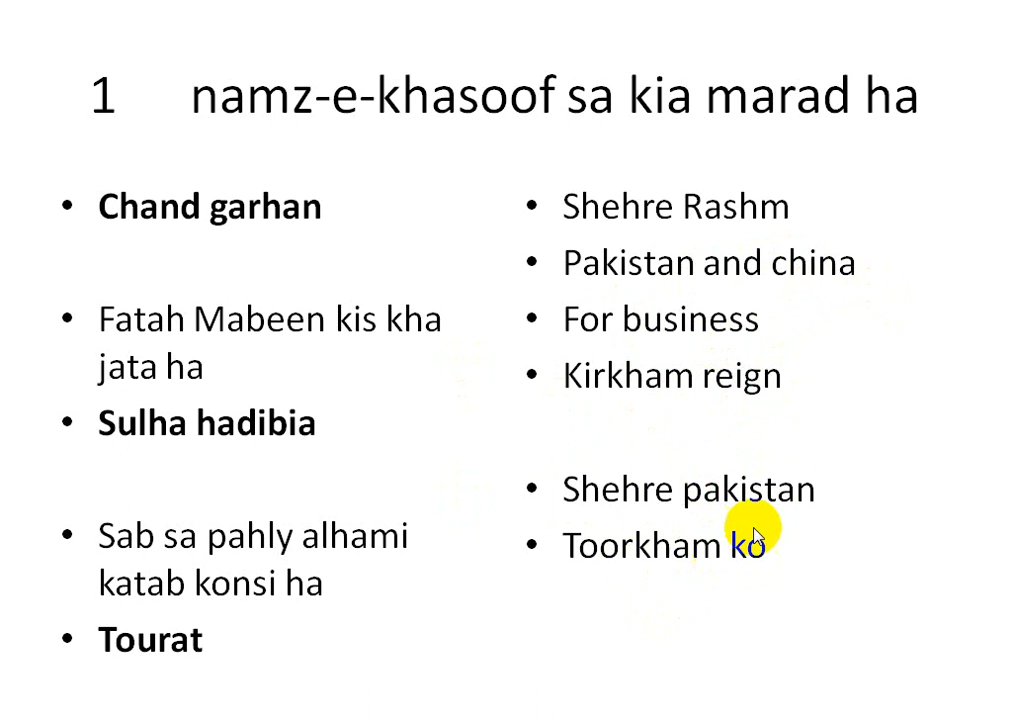 1 namz-e-khasoof sa kia marad ha
• Chand garhan
• Fatah Mabeen kis kha
jata ha
• Sulha hadibia
• Sab sa pahly alhami
katab konsi ha
• Tourat
• Shehre Rashm
• Pakistan and china
• For business
• Kirkham reign
• Shehre pakistan
• Toorkham ko